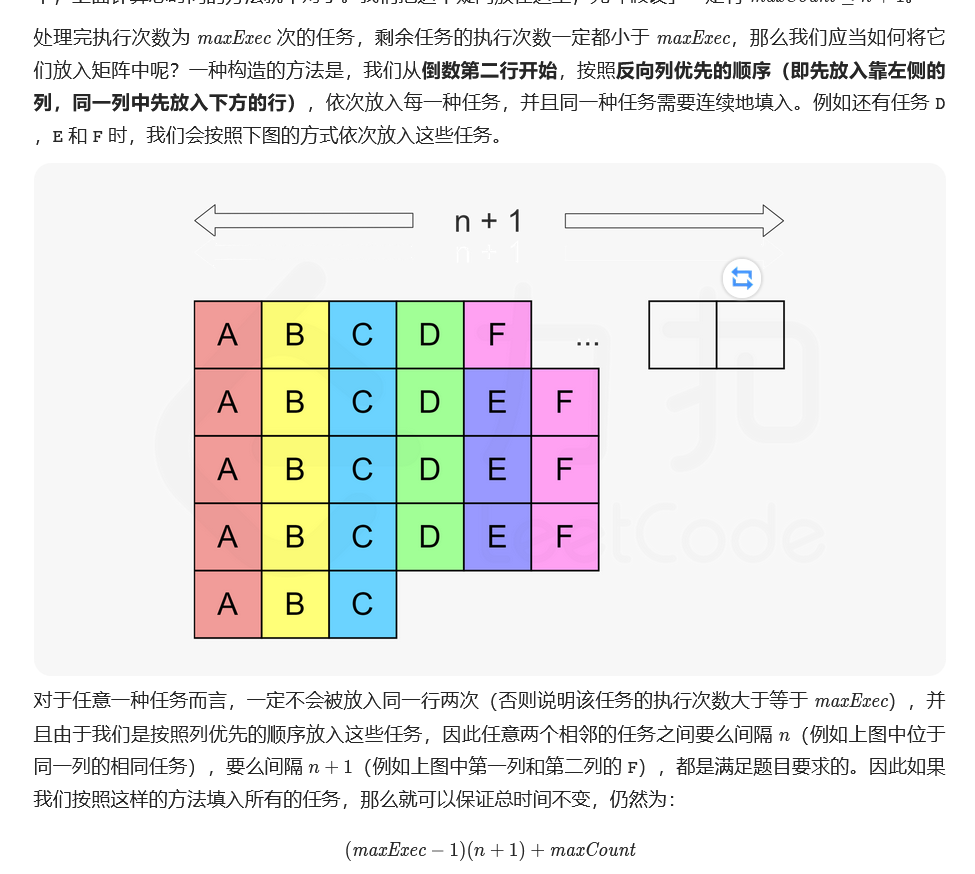 处理完执行次数为 maxExec 次的任务，剩余任务的执行次数一定都小于 maxExec，那么我们应当如何将它
们放入矩阵中呢？一种构造的方法是，我们从倒数第二行开始，按照反向列优先的顺序（即先放入靠左侧的
列，同一列中先放入下方的行），依次放入每一种任务，并且同一种任务需要连续地填入。例如还有任务 D
，E 和 F 时，我们会按照下图的方式依次放入这些任务。
n + 1
n + 1
A B C D F ...
A B C D E F
A B C D E F
A B C D E F
A B C
力扣
LeetCode
对于任意一种任务而言，一定不会被放入同一行两次（否则说明该任务的执行次数大于等于 maxExec），并
且由于我们是按照列优先的顺序放入这些任务，因此任意两个相邻的任务之间要么间隔 n（例如上图中位于
同一列的相同任务），要么间隔 n + 1（例如上图中第一列和第二列的 F），都是满足题目要求的。因此如果
我们按照这样的方法填入所有的任务，那么就可以保证总时间不变，仍然为：
(maxExec − 1)(n + 1) + maxCount